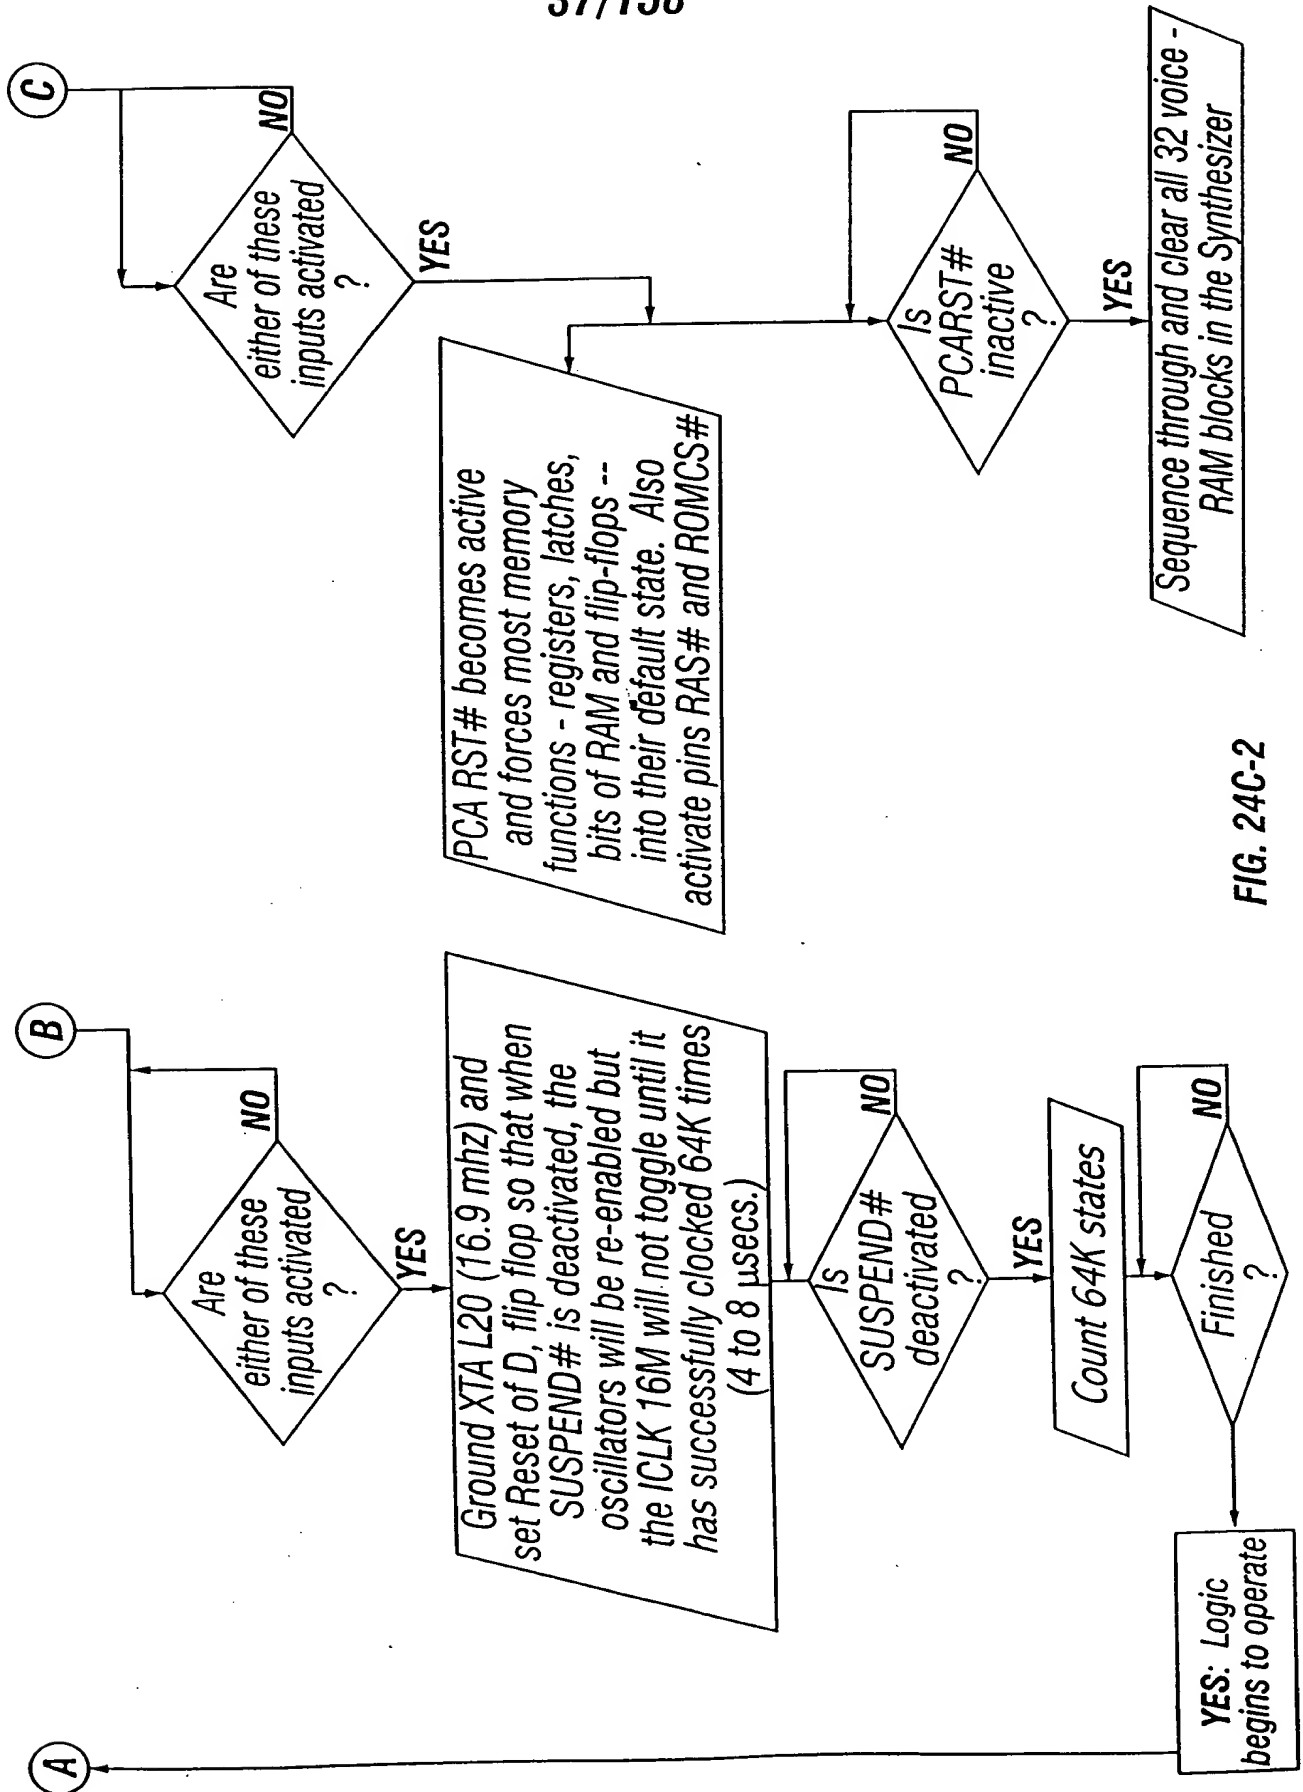 37/138
A
B
Are
either of these
inputs activated
?
NO
YES
Ground XTA L20 (16.9 mhz) and
set Reset of D, flip flop so that when
SUSPEND# is deactivated, the
oscillators will be re-enabled but
the ICLK 16M will not toggle until it
has successfully clocked 64K times
(4 to 8 µsecs.)
Is
SUSPEND#
deactivated
?
NO
YES
Count 64K states
Finished
?
NO
YES: Logic
begins to operate
C
Are
either of these
inputs activated
?
NO
YES
PCA RST# becomes active
and forces most memory
functions - registers, latches,
bits of RAM and flip-flops --
into their default state. Also
activate pins RAS# and ROMCS#
Is
PCARST#
inactive
?
NO
YES
Sequence through and clear all 32 voice -
RAM blocks in the Synthesizer
FIG. 24C-2